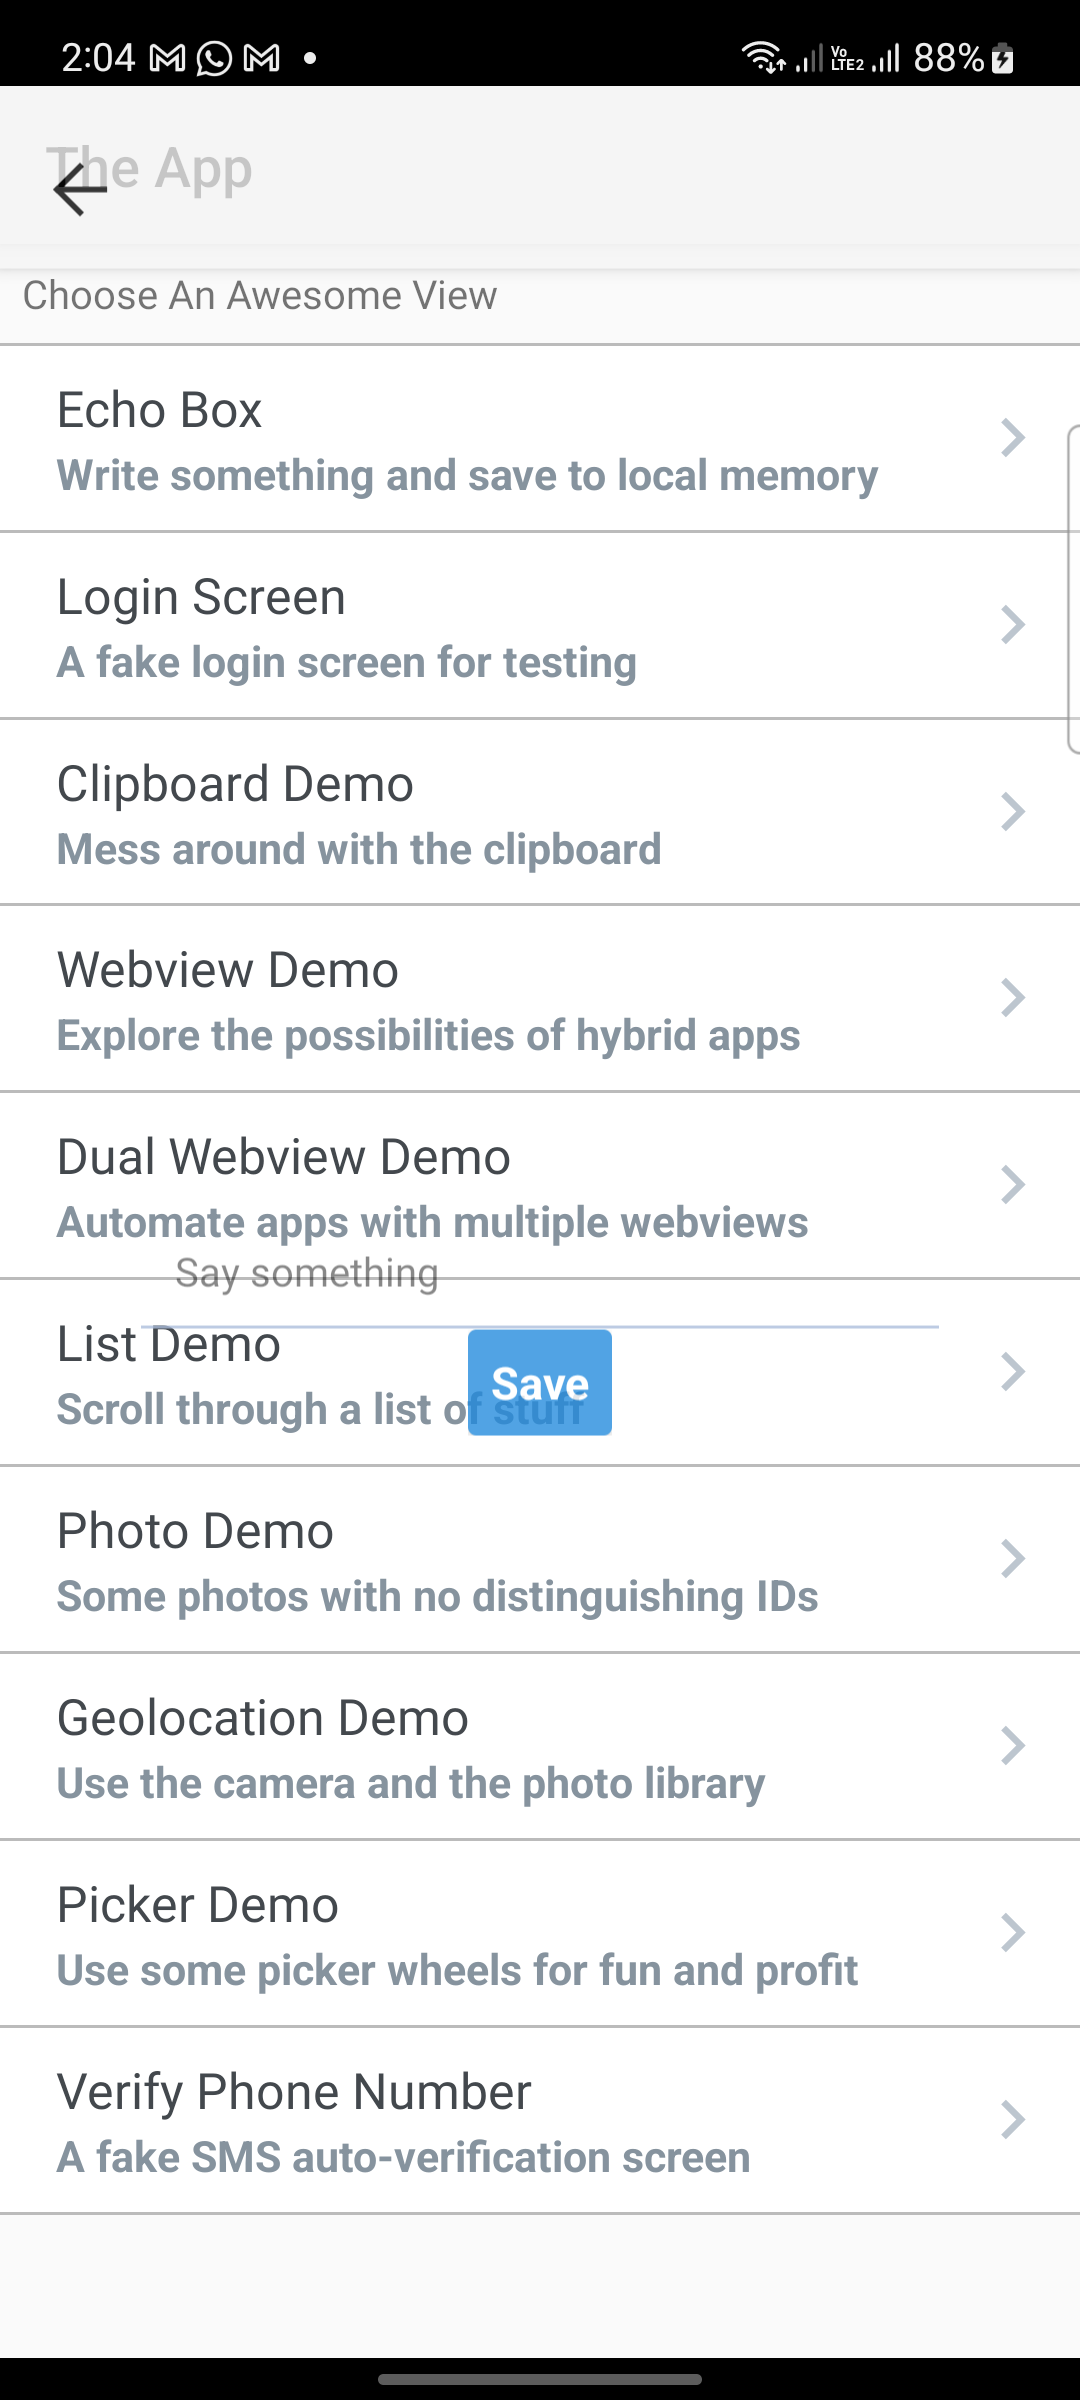 2:04 Vo LTE2 88%
The App
Choose An Awesome View
Echo Box
Write something and save to local memory
Login Screen
A fake login screen for testing
Clipboard Demo
Mess around with the clipboard
Webview Demo
Explore the possibilities of hybrid apps
Dual Webview Demo
Automate apps with multiple webviews
Say something
List Demo
Save
Scroll through a list of stuff
Photo Demo
Some photos with no distinguishing IDs
Geolocation Demo
Use the camera and the photo library
Picker Demo
Use some picker wheels for fun and profit
Verify Phone Number
A fake SMS auto-verification screen